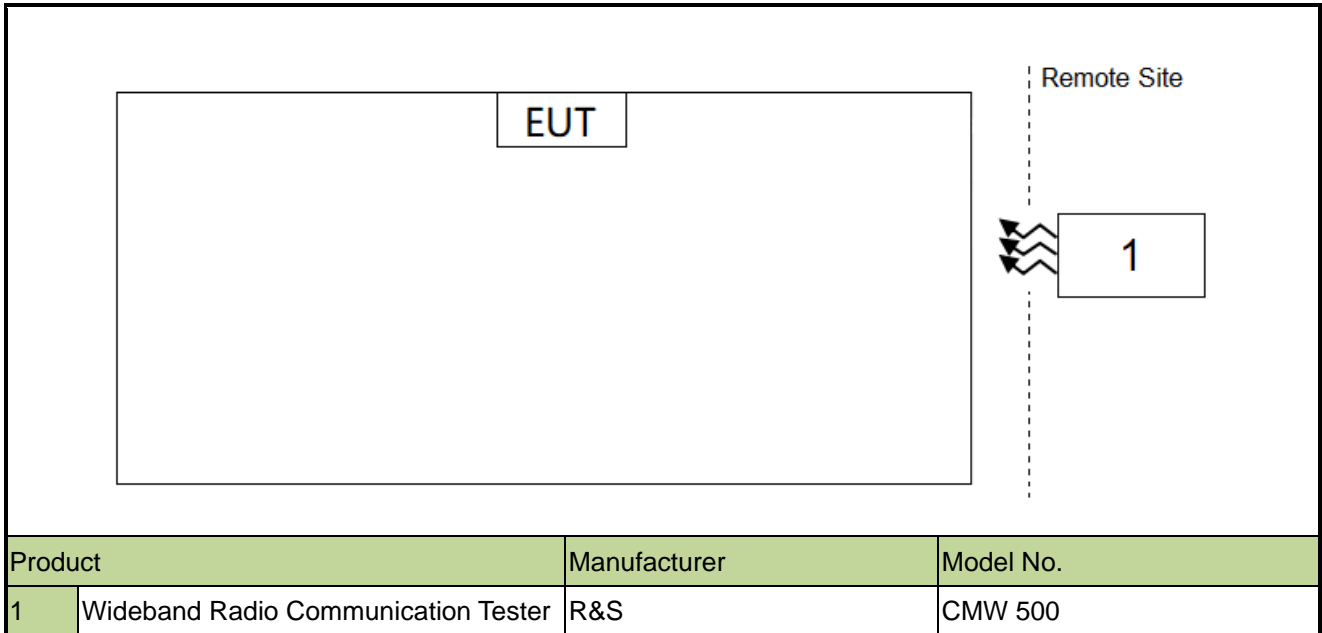 Remote Site
EUT
1
Product Manufacturer Model No.
1 Wideband Radio Communication Tester R&S CMW 500